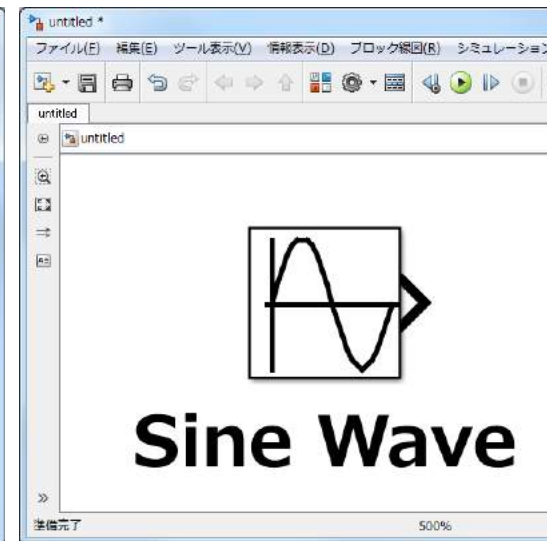 untitled *
ファイル(F) 編集(E) ツール表示(V) 情報表示(D) ブロック線図(R) シミュレーション
untitled
untitled
Sine Wave
準備完了 500%